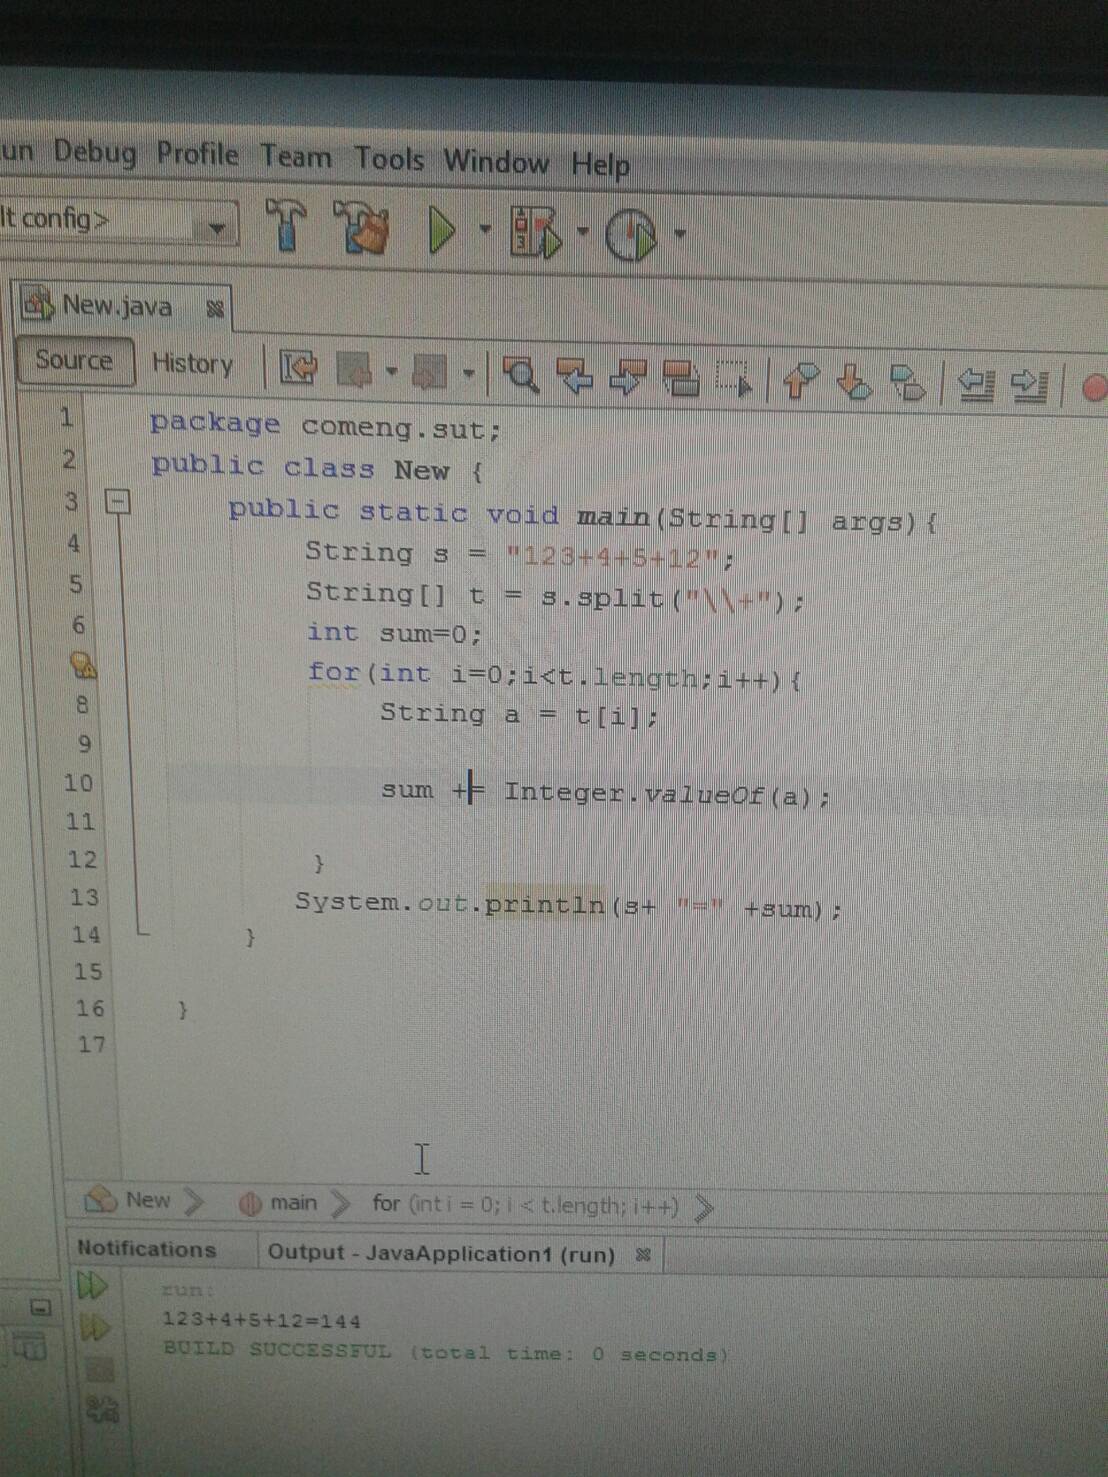 un Debug Profile Team Tools Window Help
lt config>
New.java
Source History
1 package comeng.sut;
2 public class New {
3 public static void main(String[] args){
4 String s = "123+4+5+12";
5 String[] t = s.split("\\+");
6 int sum=0;
for(int i=0;i<t.length;i++){
8 String a = t[i];
9
10 sum += Integer.valueOf(a);
11
12 }
13 System.out.println(s+ "=" +sum);
14 }
15
16 }
17
New main for (int i = 0; i < t.length; i++)
Notifications Output - JavaApplication1 (run)
run:
123+4+5+12=144
BUILD SUCCESSFUL (total time: 0 seconds)